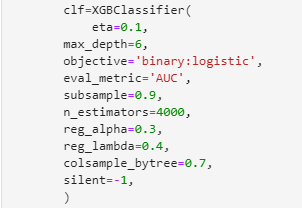 clf=XGBClassifier(
eta=0.1,
max_depth=6,
objective='binary:logistic',
eval_metric='AUC',
subsample=0.9,
n_estimators=4000,
reg_alpha=0.3,
reg_lambda=0.4,
colsample_bytree=0.7,
silent=-1,
)